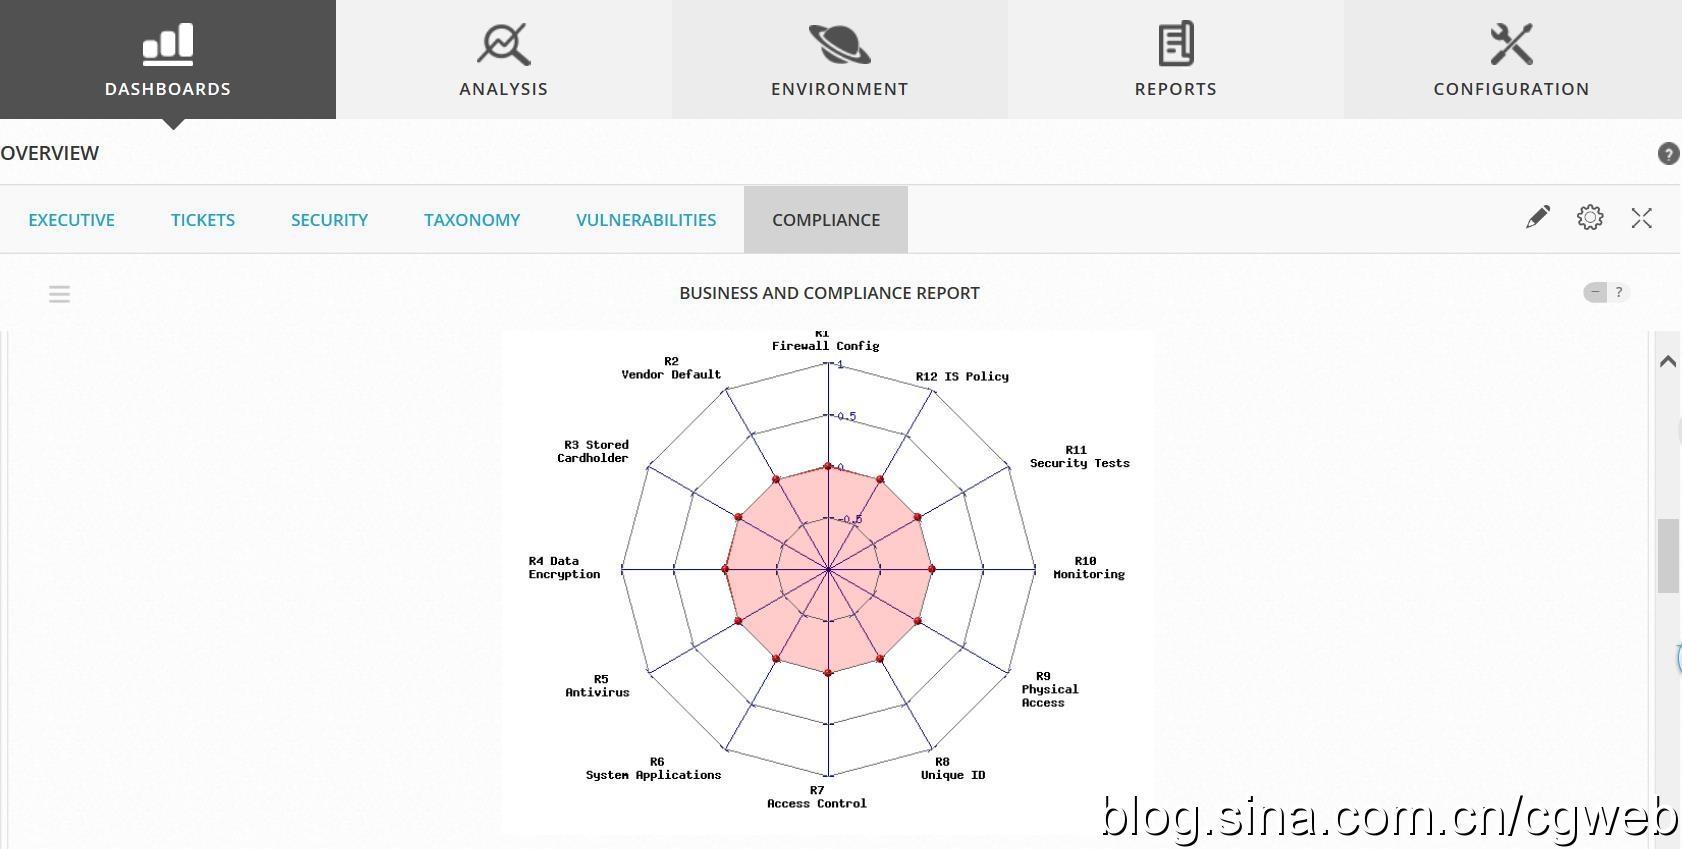 DASHBOARDS
ANALYSIS
ENVIRONMENT
REPORTS
CONFIGURATION
OVERVIEW
?
EXECUTIVE
TICKETS
SECURITY
TAXONOMY
VULNERABILITIES
COMPLIANCE
BUSINESS AND COMPLIANCE REPORT
?
R1
Firewall Config
R2
Vendor Default
1
R12 IS Policy
0.5
R3 Stored
Cardholder
R11
Security Tests
0
-0.5
R4 Data
Encryption
R10
Monitoring
R5
Antivirus
R9
Physical
Access
R6
System Applications
R8
Unique ID
R7
Access Control
blog.sina.com.cn/cgweb